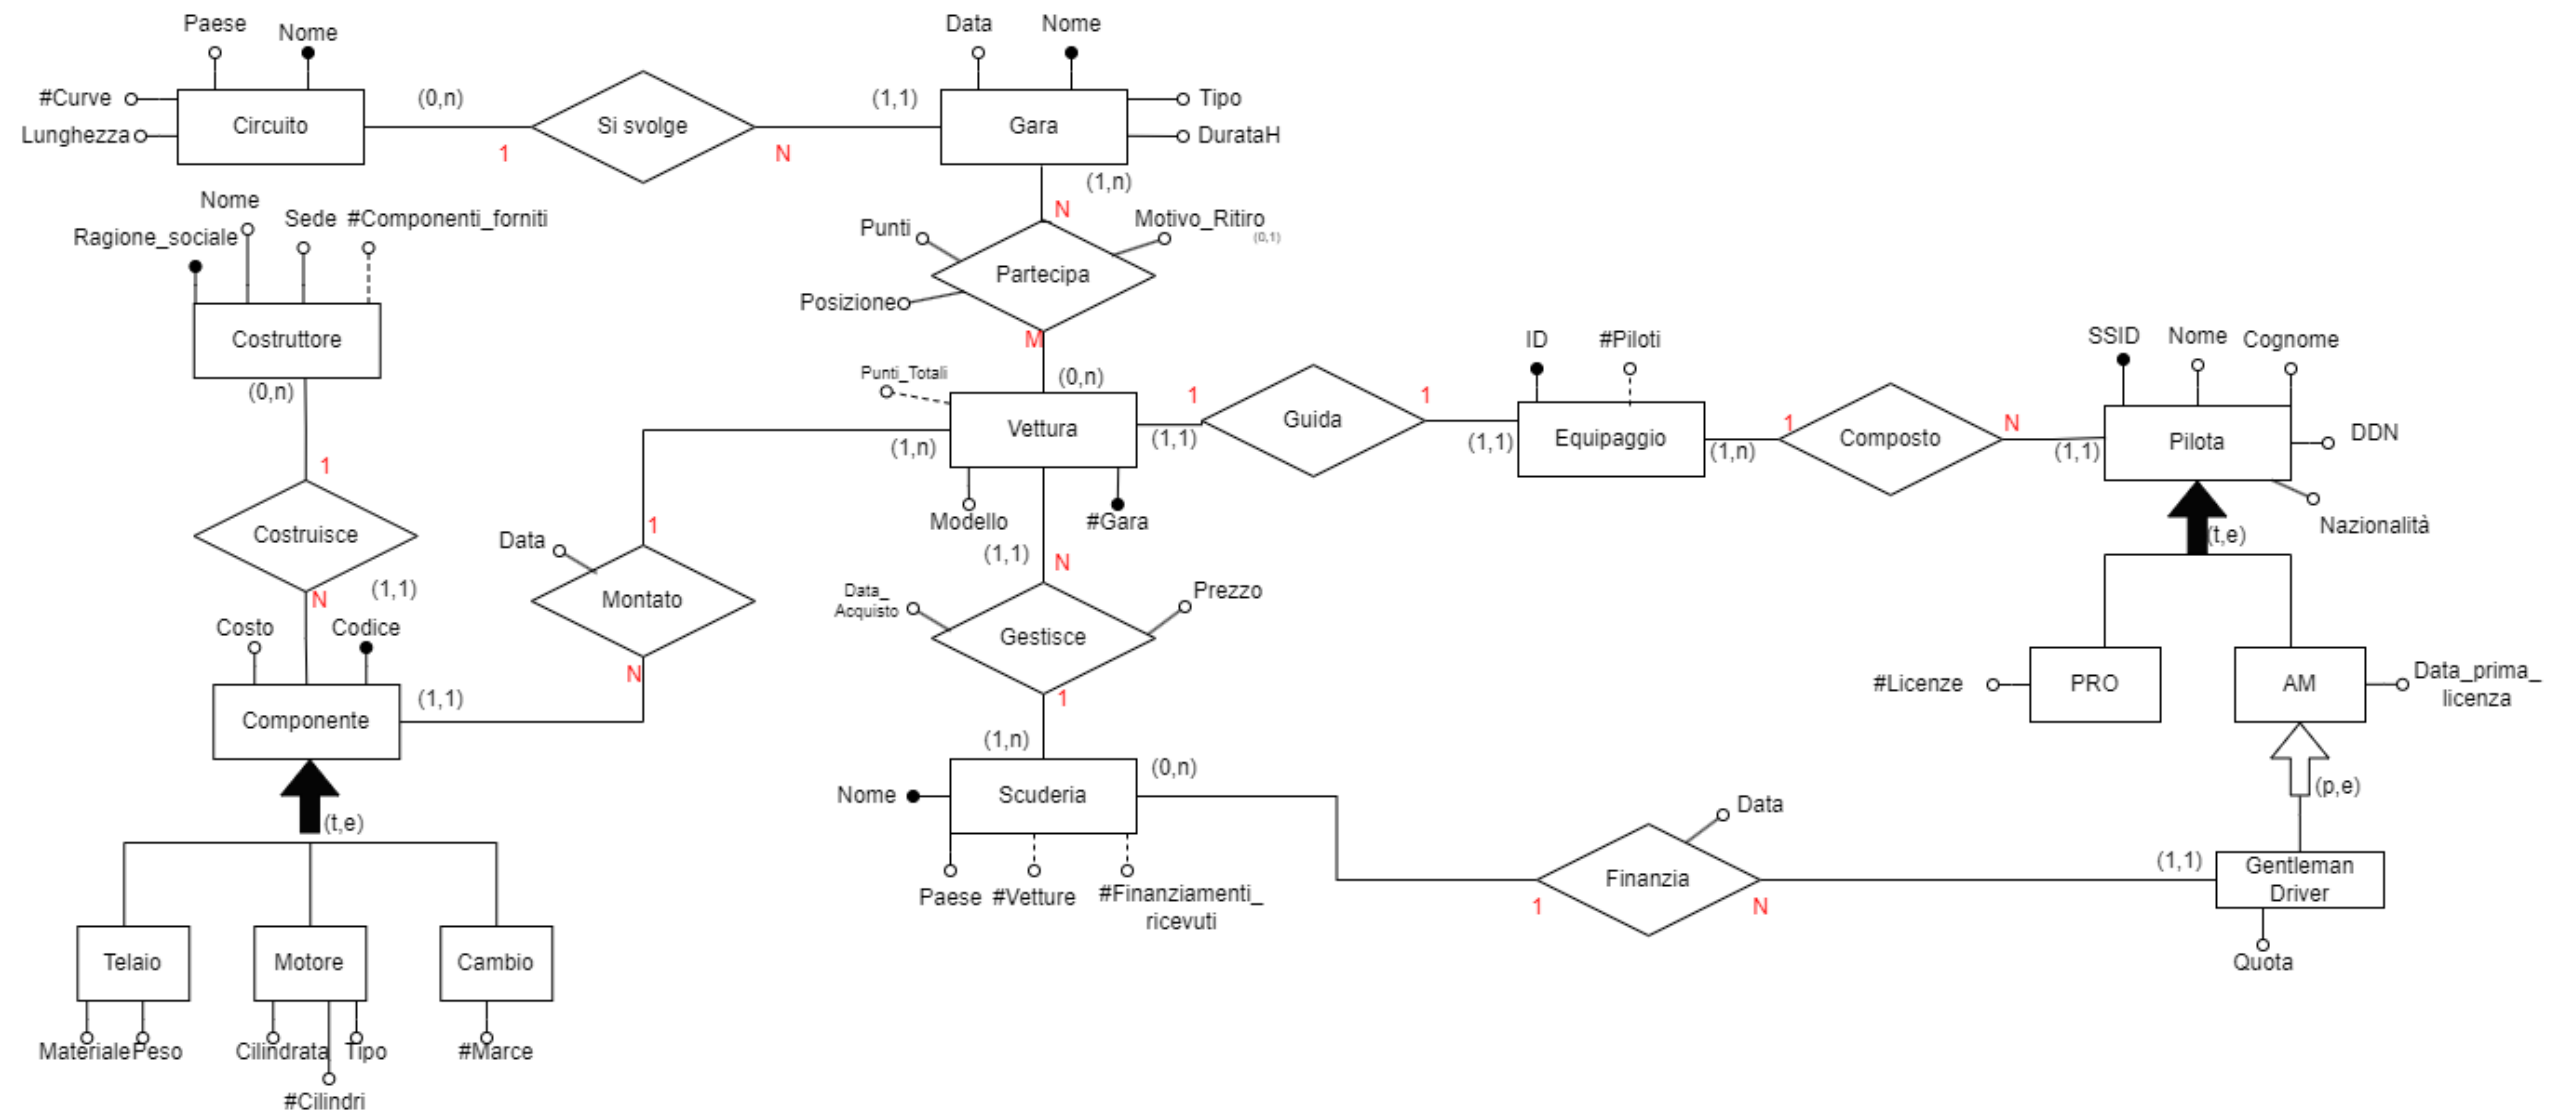 Paese
Nome
Data
Nome
#Curve
(0,n)
(1,1)
Tipo
Circuito
Si svolge
Gara
Lunghezza
DurataH
1
N
(1,n)
Nome
Sede
#Componenti_forniti
N
Motivo_Ritiro
(0,1)
Ragione_sociale
Punti
Partecipa
Posizione
Costruttore
M
ID
#Piloti
SSID
Nome
Cognome
Punti_Totali
(0,n)
(0,n)
1
1
Guida
Vettura
(1,1)
(1,1)
Equipaggio
(1,n)
1
Composto
N
(1,1)
Pilota
DDN
(1,n)
1
Modello
#Gara
Nazionalità
1
Costruisce
Data
(t,e)
(1,1)
N
N
(1,1)
Montato
Data_
Acquisto
Prezzo
Costo
Codice
Gestisce
N
(1,1)
1
#Licenze
PRO
AM
Data_prima_
licenza
Componente
(1,n)
(0,n)
Nome
Scuderia
(p,e)
Data
(t,e)
Paese
#Vetture
#Finanziamenti_
ricevuti
1
Finanzia
N
(1,1)
Gentleman
Driver
Telaio
Motore
Cambio
Quota
Materiale
Peso
Cilindrata
Tipo
#Marce
#Cilindri